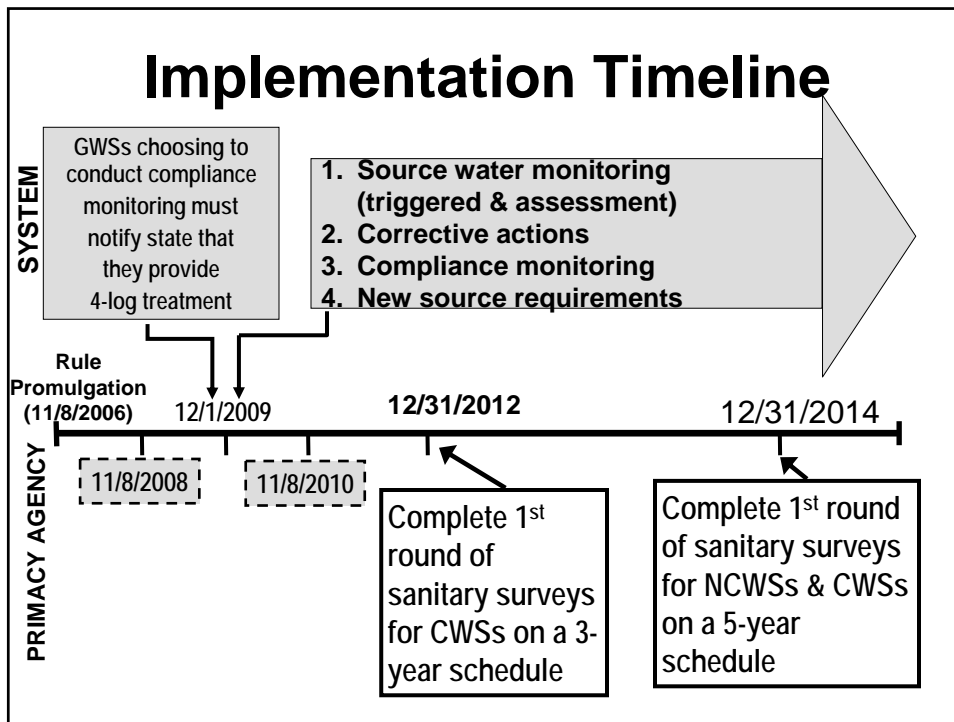 Implementation Timeline
SYSTEM
GWSs choosing to
conduct compliance
monitoring must
notify state that
they provide
4-log treatment
1. Source water monitoring
(triggered & assessment)
2. Corrective actions
3. Compliance monitoring
4. New source requirements
Rule
Promulgation
(11/8/2006)
12/1/2009
12/31/2012
12/31/2014
PRIMACY AGENCY
11/8/2008
11/8/2010
Complete 1st
round of
sanitary surveys
for CWSs on a 3-
year schedule
Complete 1st round
of sanitary surveys
for NCWSs & CWSs
on a 5-year
schedule